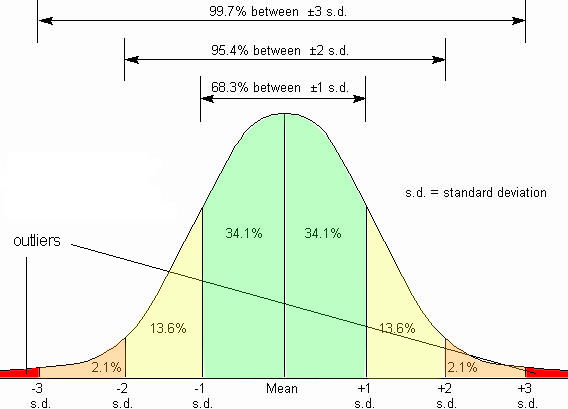 99.7% between ±3 s.d.
95.4% between ±2 s.d.
68.3% between ±1 s.d.
s.d. = standard deviation
34.1% 34.1%
outliers
13.6% 13.6%
2.1% 2.1%
-3 -2 -1 Mean +1 +2 +3
s.d. s.d. s.d. s.d. s.d. s.d.